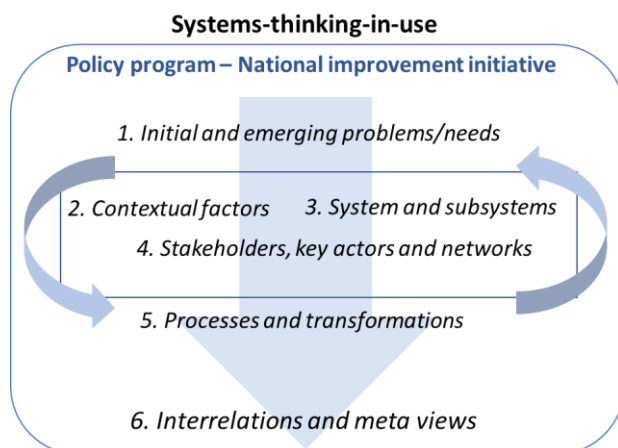 Systems-thinking-in-use
Policy program – National improvement initiative
1. Initial and emerging problems/needs
2. Contextual factors
3. System and subsystems
4. Stakeholders, key actors and networks
5. Processes and transformations
6. Interrelations and meta views